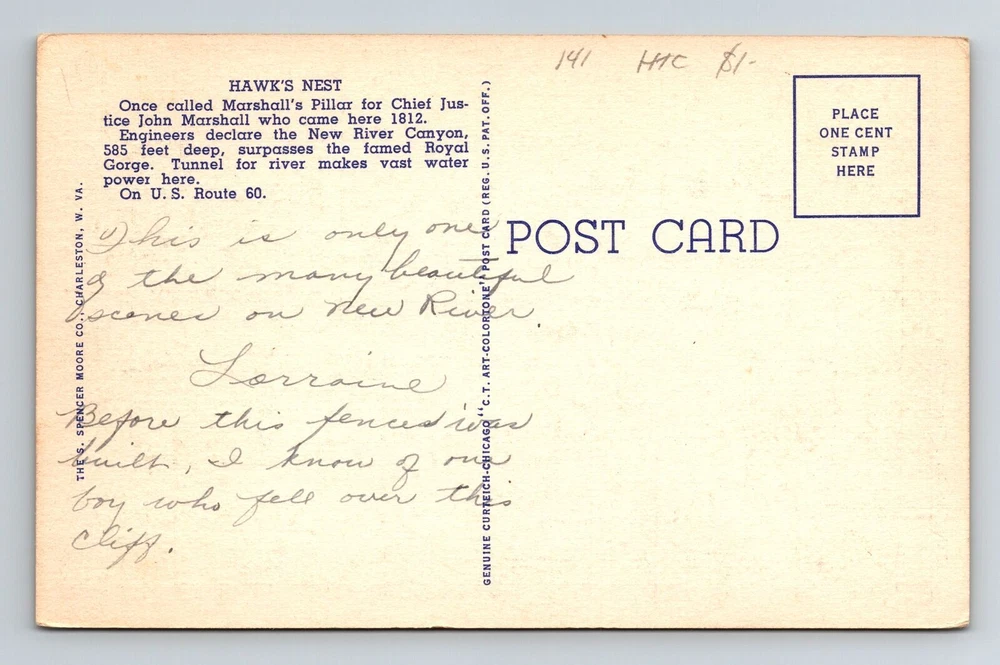 141 HTC $1-
HAWK'S NEST
Once called Marshall's Pillar for Chief Jus-
tice John Marshall who came here 1812.
Engineers declare the New River Canyon,
585 feet deep, surpasses the famed Royal
Gorge. Tunnel for river makes vast water
power here.
On U. S. Route 60.
This is only one
of the many beautiful
scenes on New River.
Lorraine
Before this fence was
built, I know of one
boy who fell over this
cliff.
THE S. SPENCER MOORE CO., CHARLESTON, W. VA.
GENUINE CURTEICH-CHICAGO "C.T. ART-COLORTONE" POST CARD (REG. U.S. PAT. OFF.)
POST CARD
PLACE
ONE CENT
STAMP
HERE